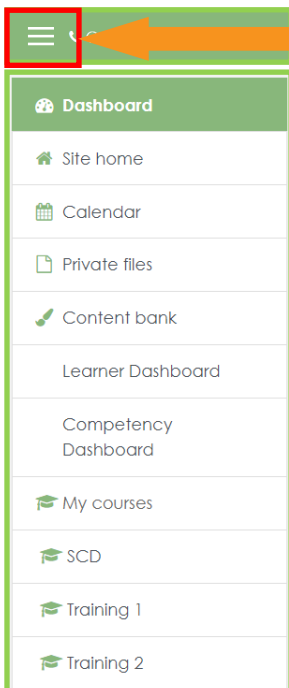 Dashboard
Site home
Calendar
Private files
Content bank
Learner Dashboard
Competency
Dashboard
My courses
SCD
Training 1
Training 2